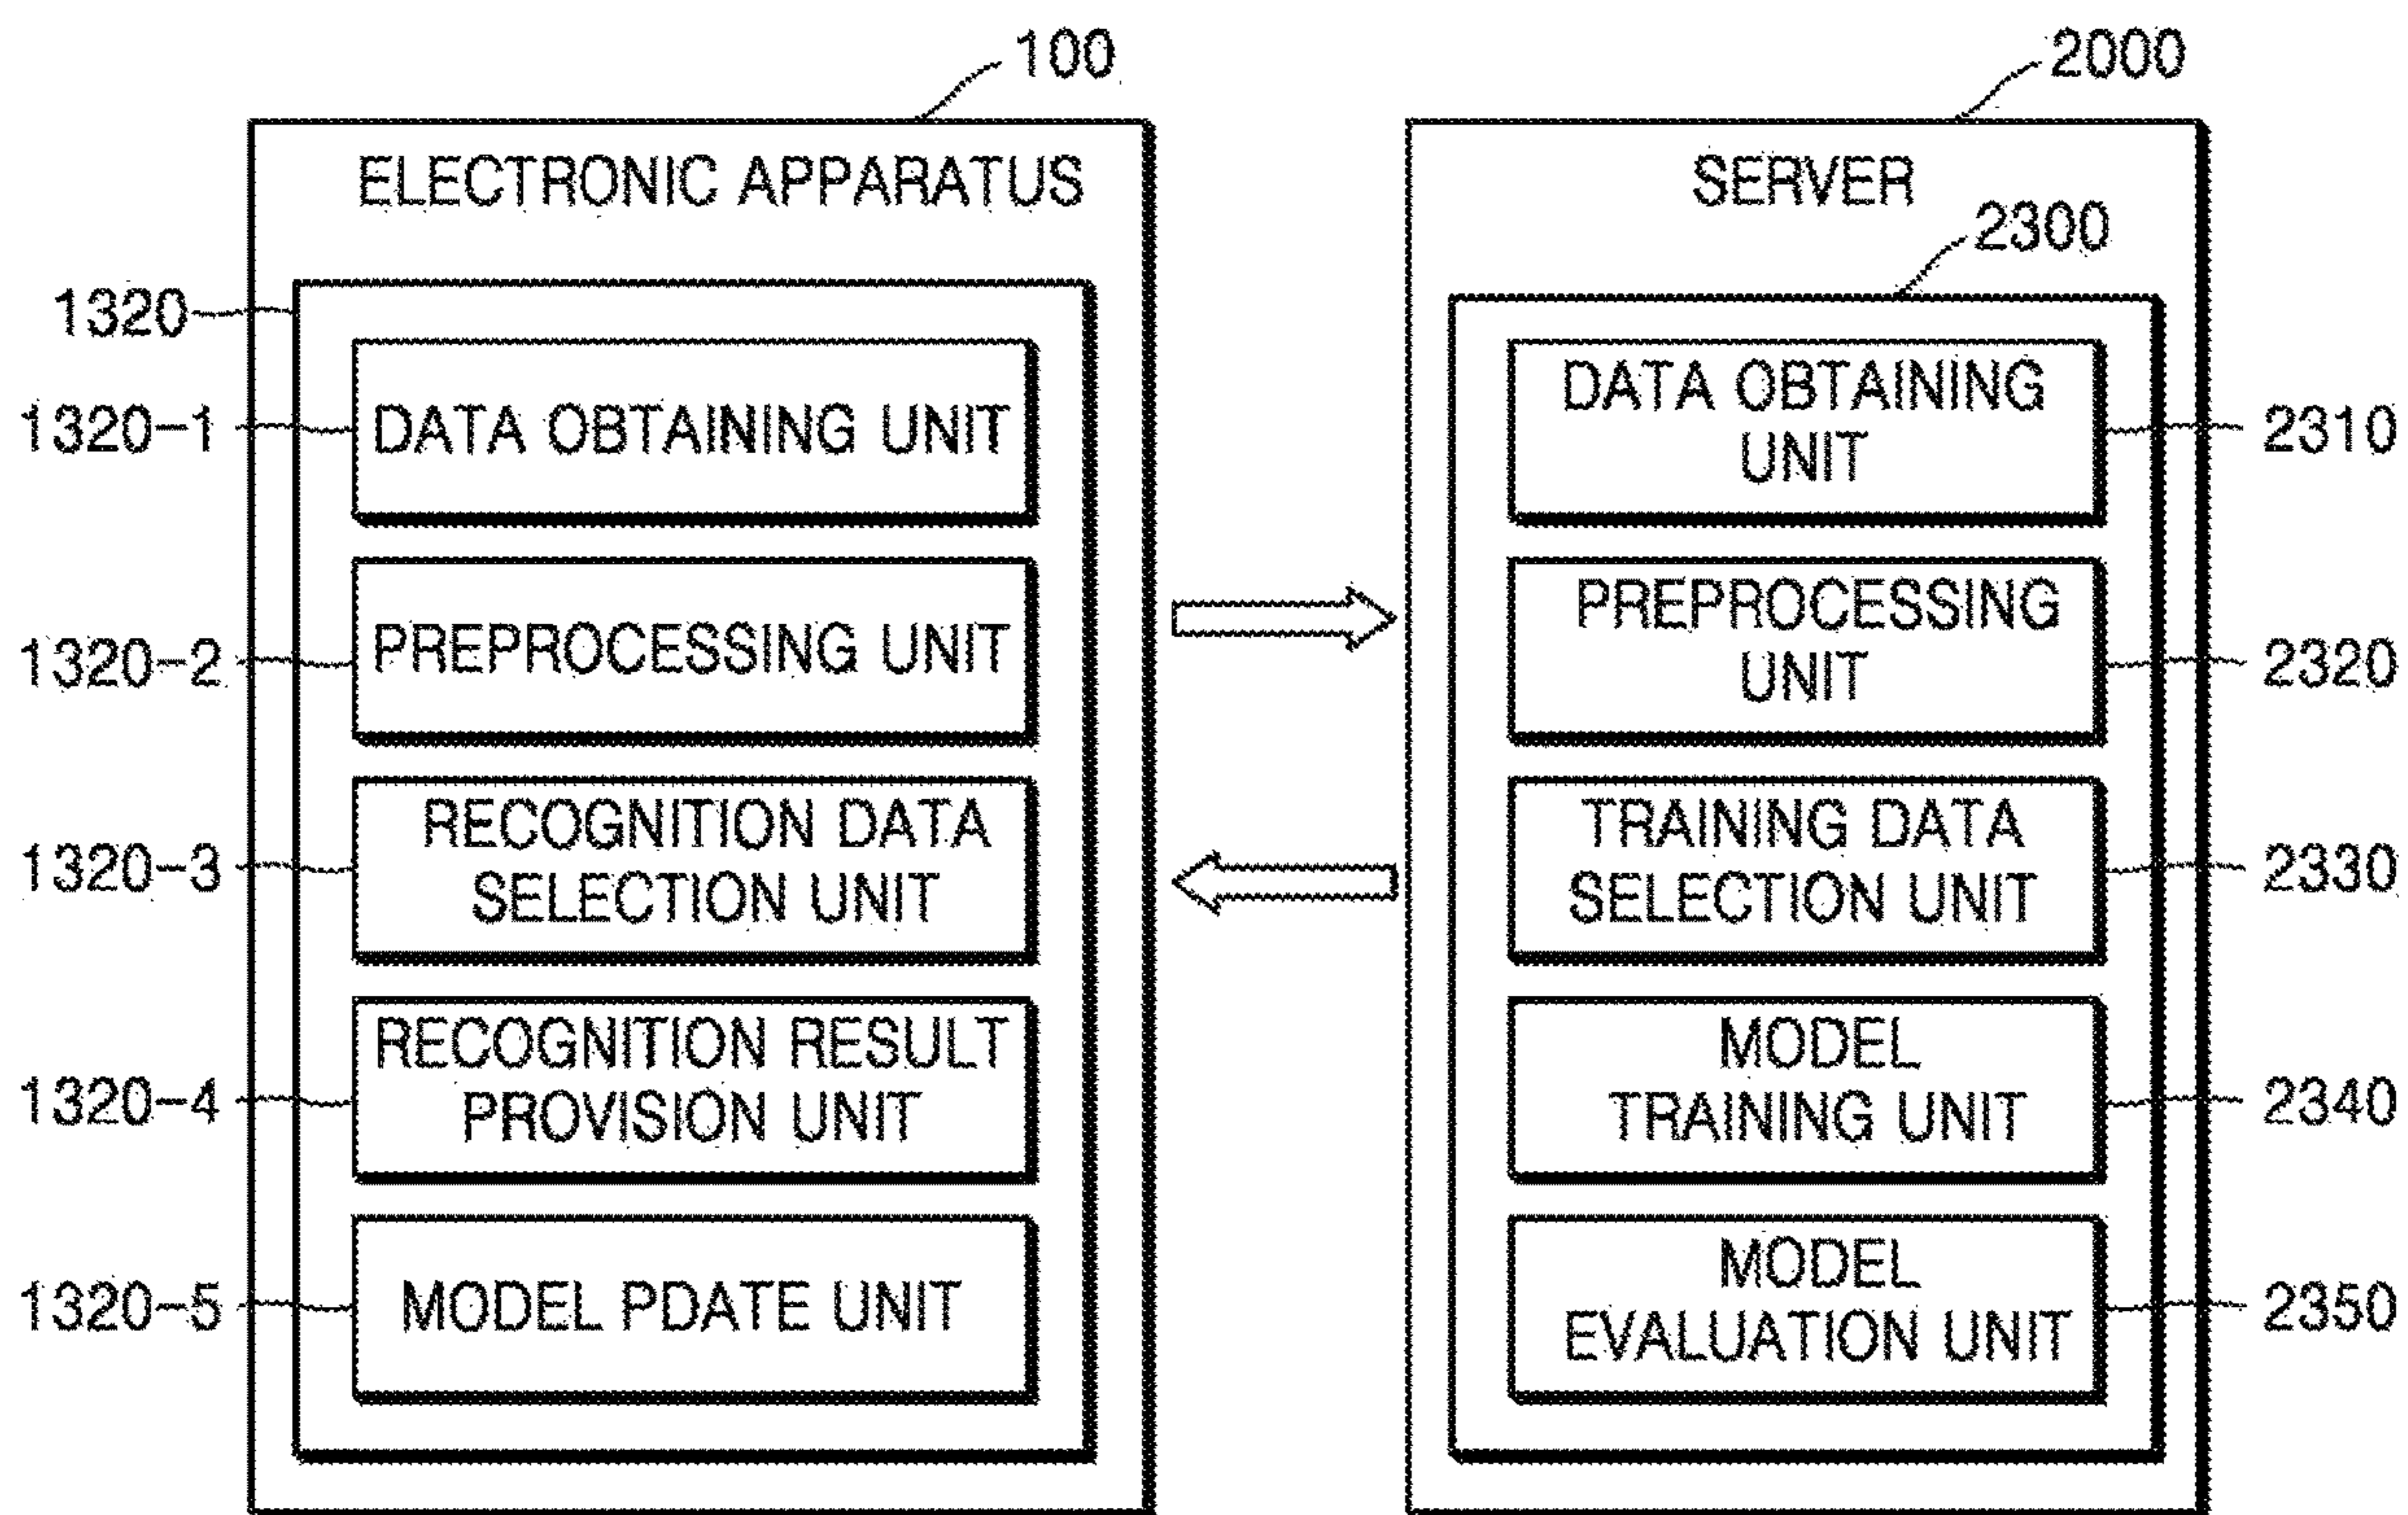 100
ELECTRONIC APPARATUS
1320
1320-1
DATA OBTAINING UNIT
1320-2
PREPROCESSING UNIT
1320-3
RECOGNITION DATA
SELECTION UNIT
1320-4
RECOGNITION RESULT
PROVISION UNIT
1320-5
MODEL PDATE UNIT
2000
SERVER
2300
DATA OBTAINING
UNIT
2310
PREPROCESSING
UNIT
2320
TRAINING DATA
SELECTION UNIT
2330
MODEL
TRAINING UNIT
2340
MODEL
EVALUATION UNIT
2350